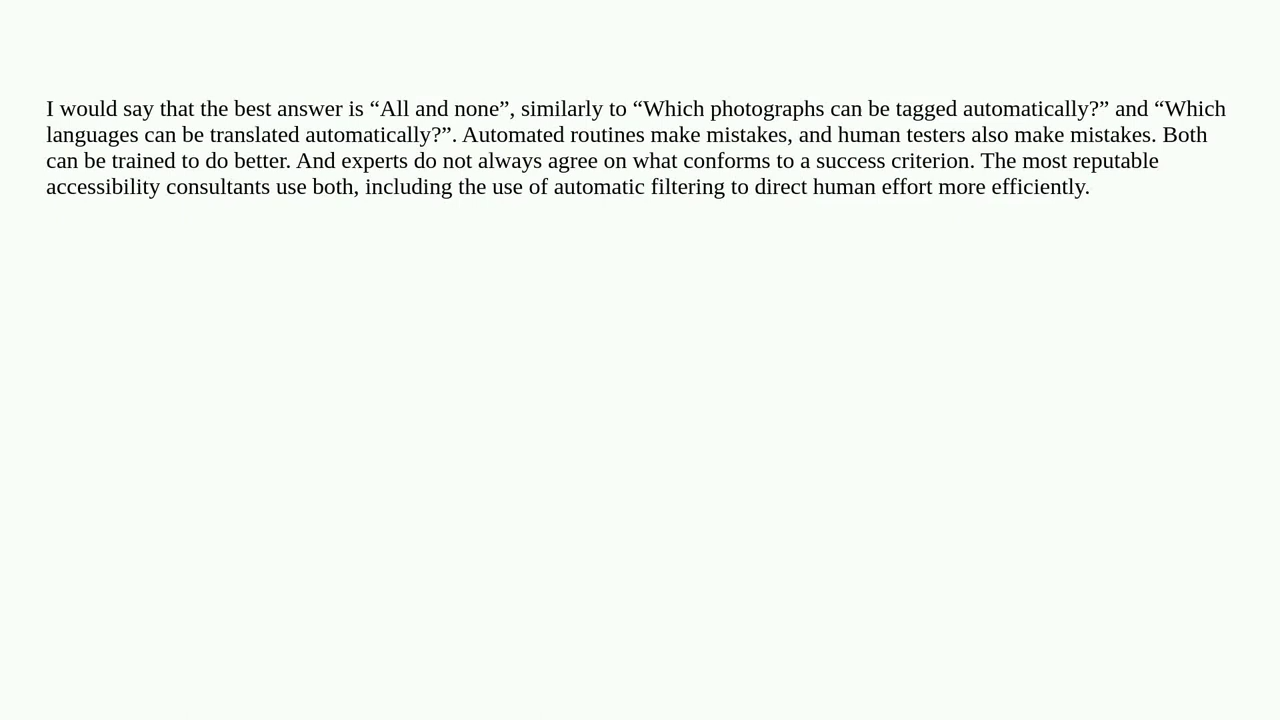 I would say that the best answer is “All and none”, similarly to “Which photographs can be tagged automatically?” and “Which
languages can be translated automatically?”. Automated routines make mistakes, and human testers also make mistakes. Both
can be trained to do better. And experts do not always agree on what conforms to a success criterion. The most reputable
accessibility consultants use both, including the use of automatic filtering to direct human effort more efficiently.